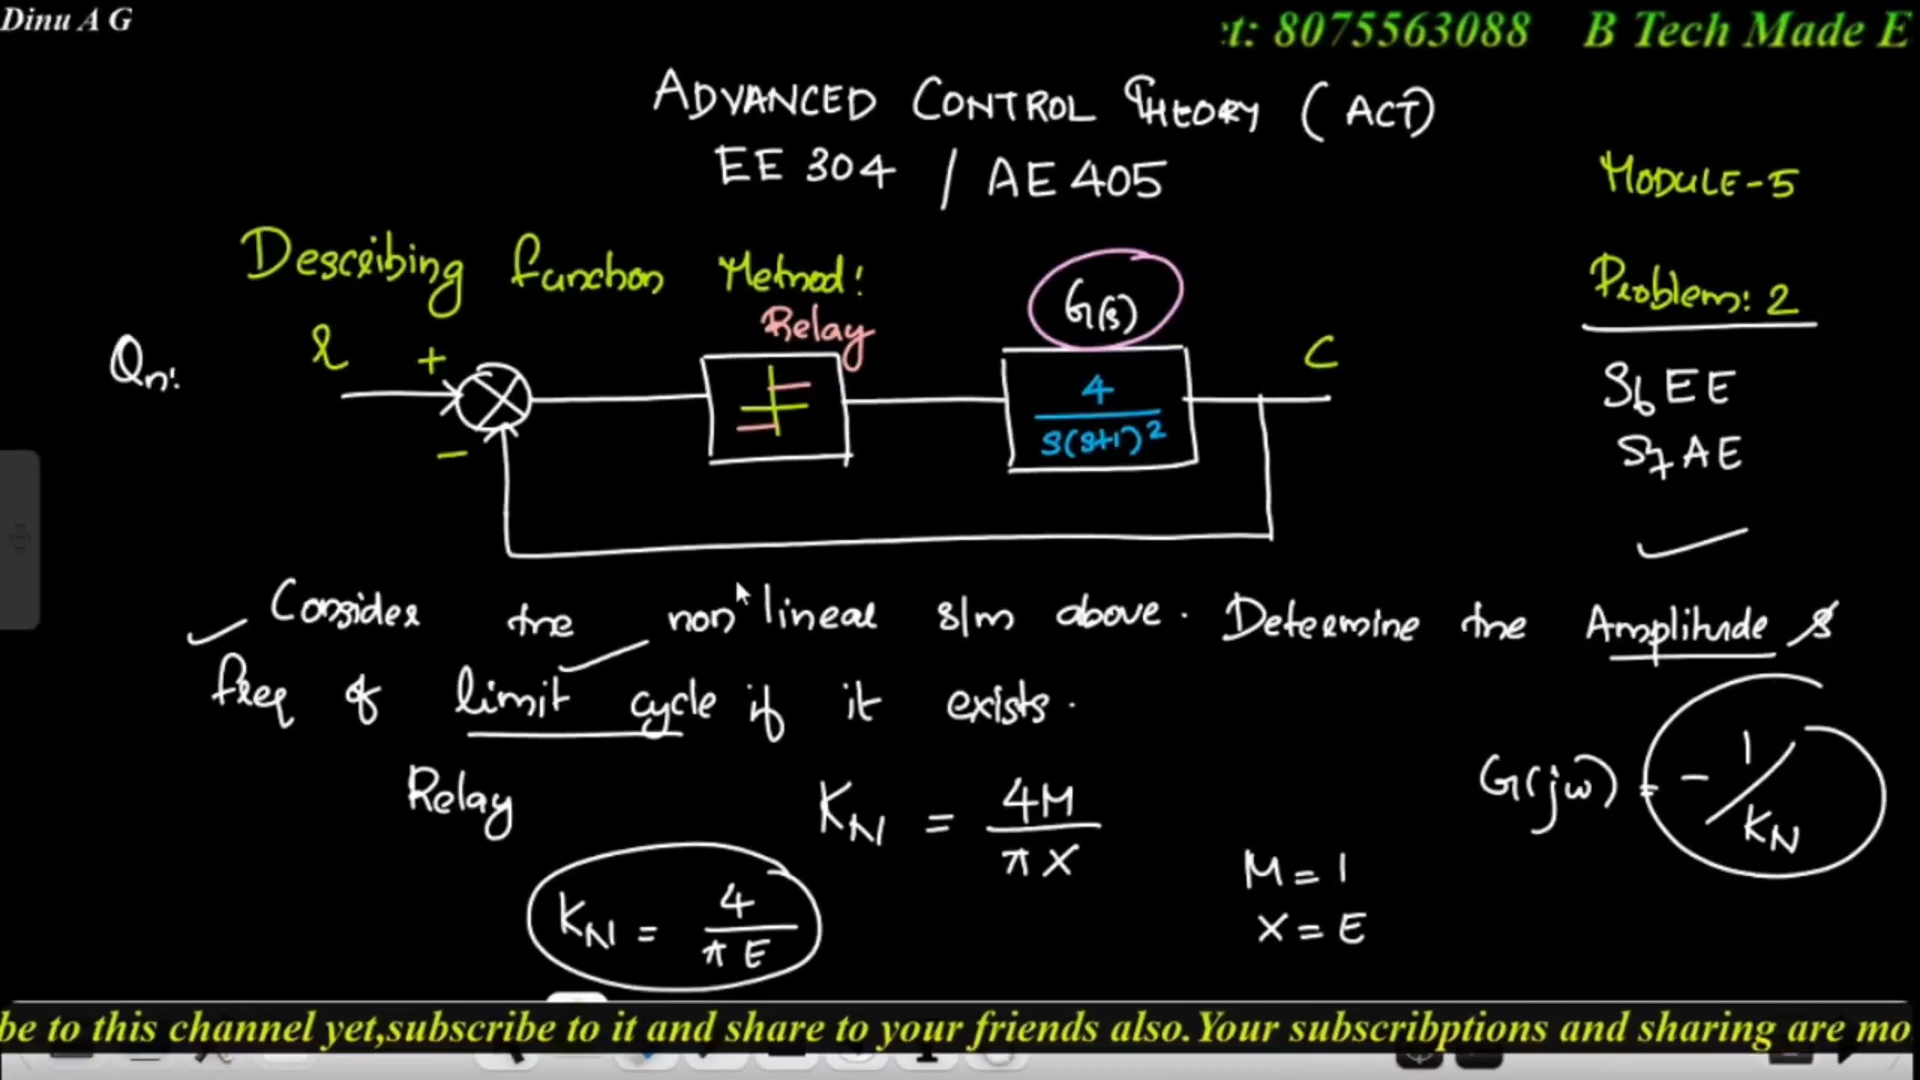 Dinu A G
t: 8075563088 B Tech Made E
ADVANCED CONTROL THEORY (ACT)
EE 304 / AE 405
MODULE-5
Describing function Method:
Problem: 2
Relay
G(s)
Qn:
r + C
4
s(s+1)²
-
S6 EE
S7 AE
Consider the non linear s/m above. Determine the Amplitude &
freq of limit cycle if it exists.
Relay KN = 4M / πX
G(jω) = -1/KN
KN = 4 / πE
M = 1
X = E
be to this channel yet,subscribe to it and share to your friends also.Your subscribptions and sharing are mo